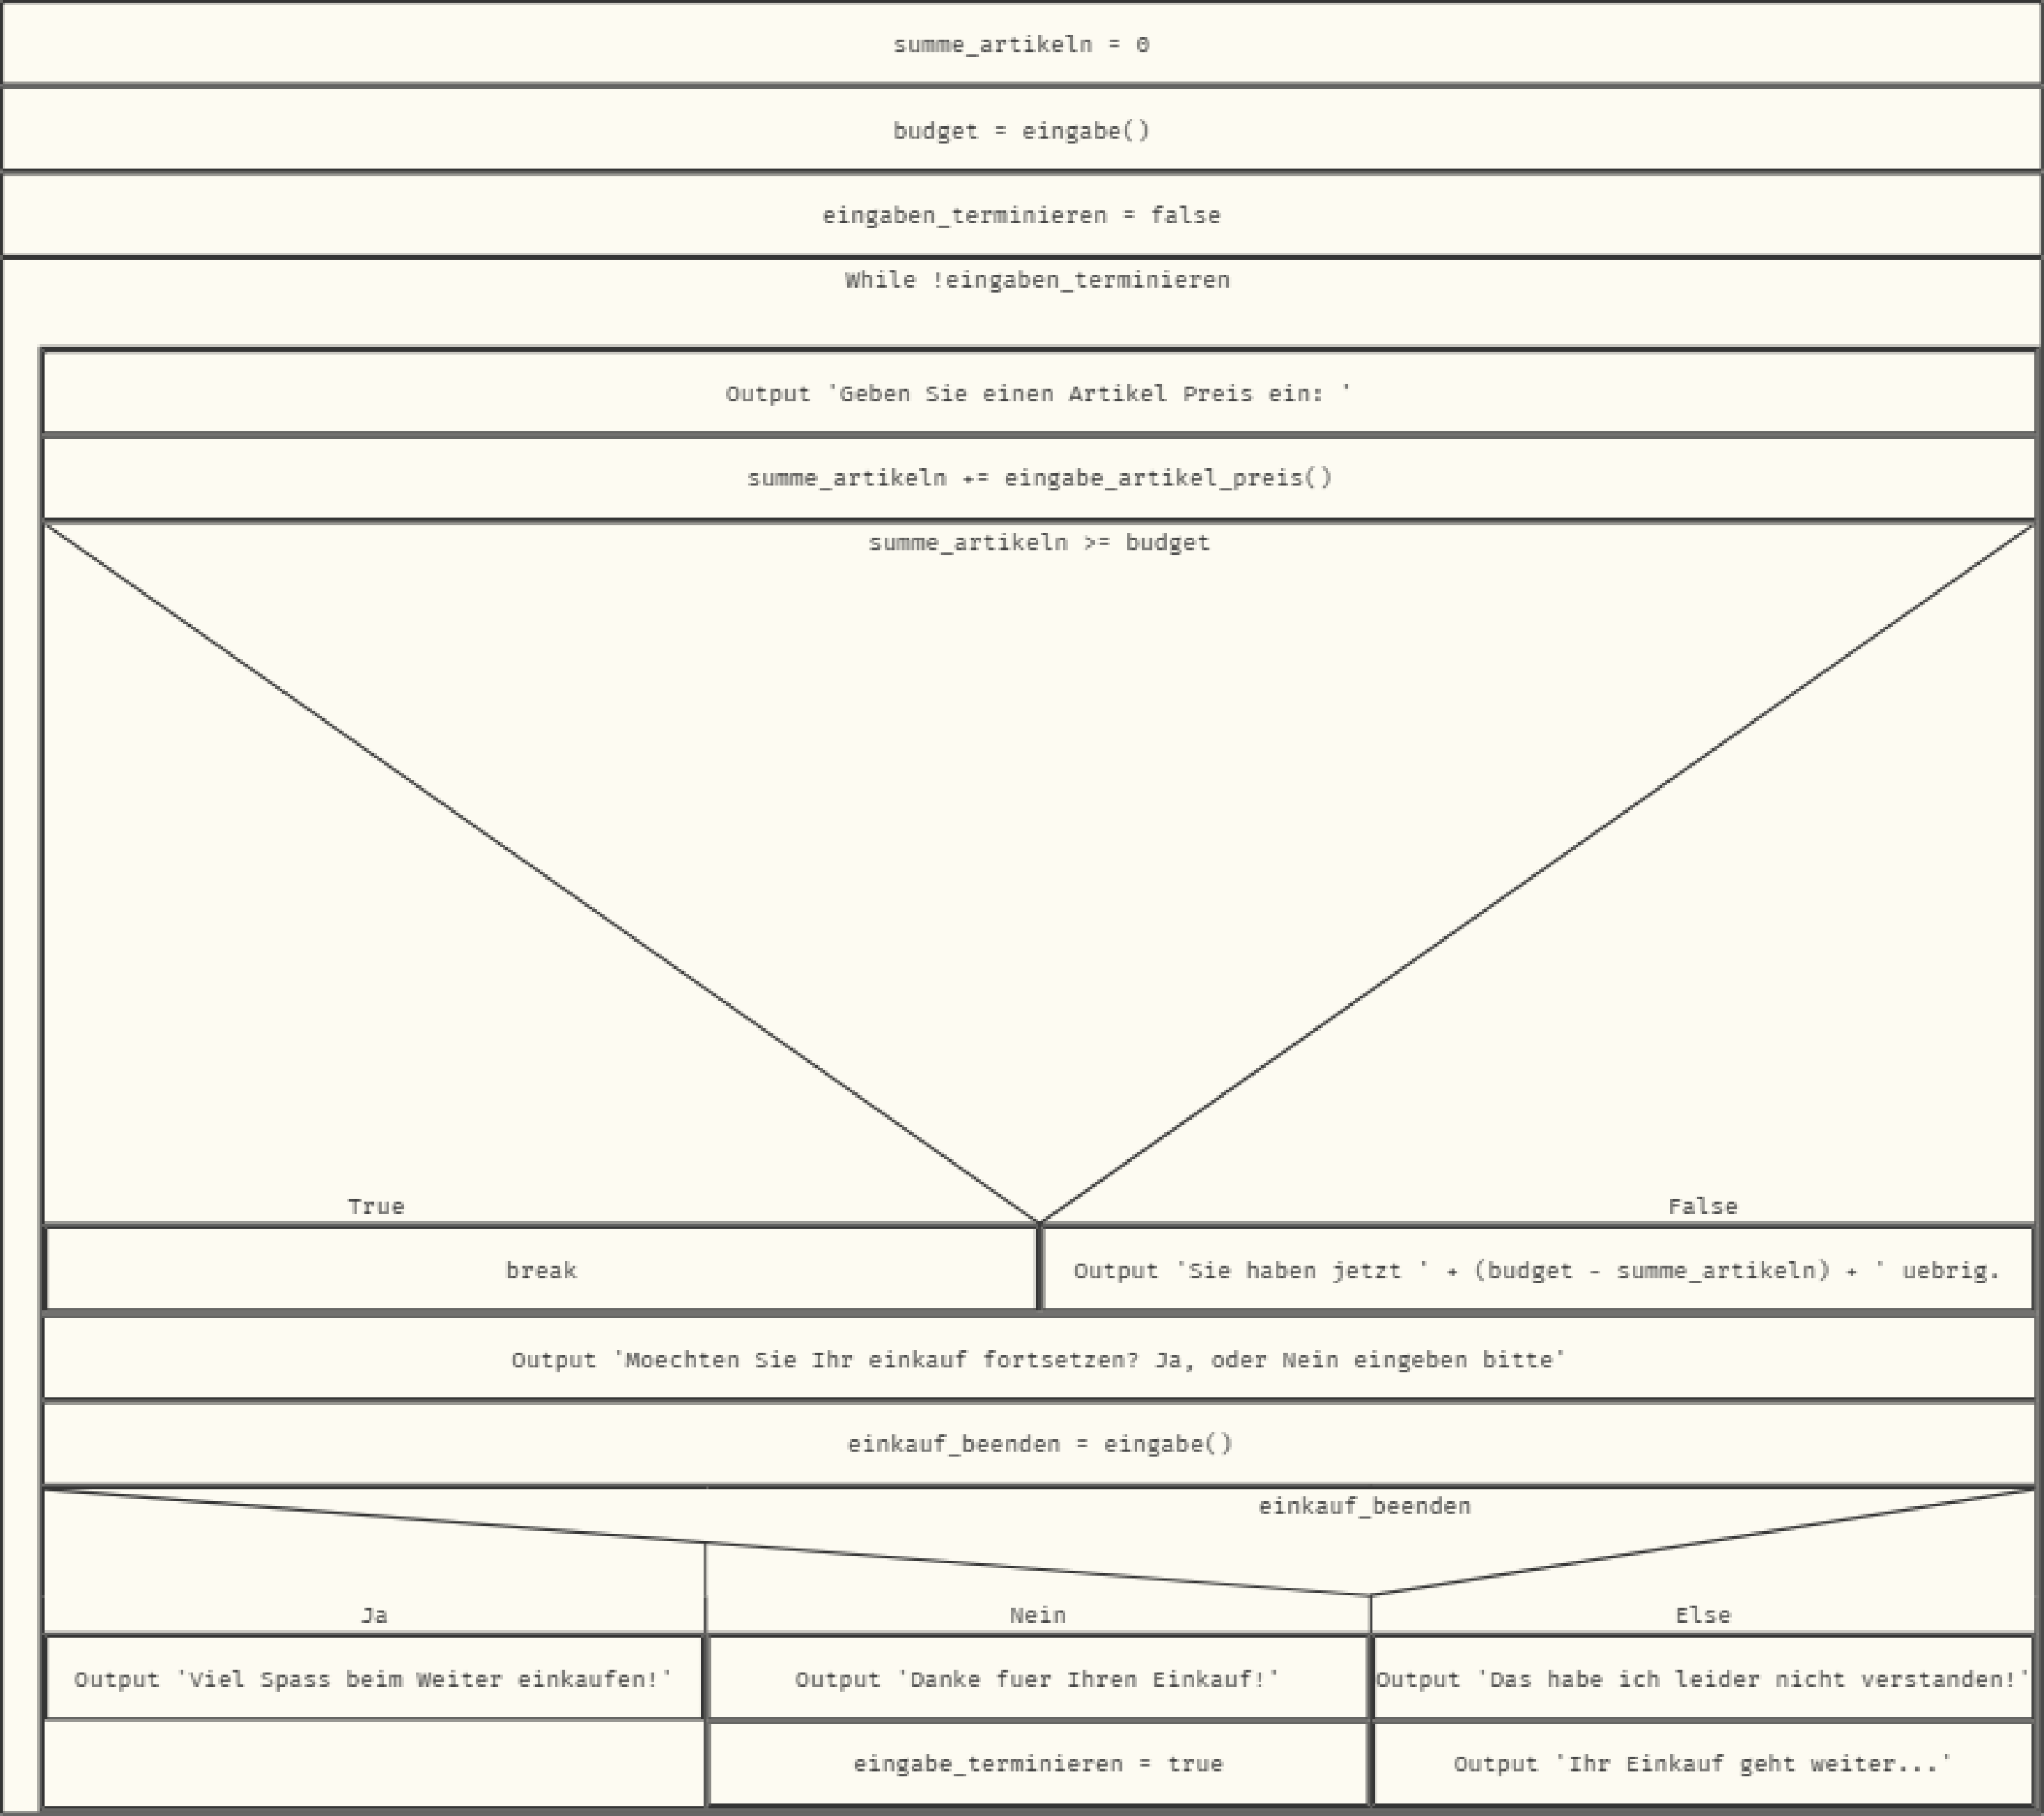 summe_artikeln = 0
budget = eingabe()
eingaben_terminieren = false
While !eingaben_terminieren
Output 'Geben Sie einen Artikel Preis ein: '
summe_artikeln += eingabe_artikel_preis()
summe_artikeln >= budget
True
False
break
Output 'Sie haben jetzt ' + (budget - summe_artikeln) + ' uebrig.
Output 'Moechten Sie Ihr einkauf fortsetzen? Ja, oder Nein eingeben bitte'
einkauf_beenden = eingabe()
einkauf_beenden
Ja
Nein
Else
Output 'Viel Spass beim Weiter einkaufen!'
Output 'Danke fuer Ihren Einkauf!'
Output 'Das habe ich leider nicht verstanden!'
eingabe_terminieren = true
Output 'Ihr Einkauf geht weiter...'